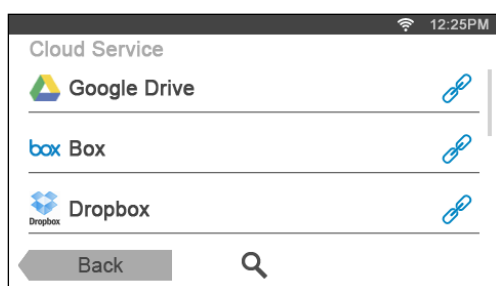 12:25PM
Cloud Service
Google Drive
box Box
Dropbox Dropbox
Back